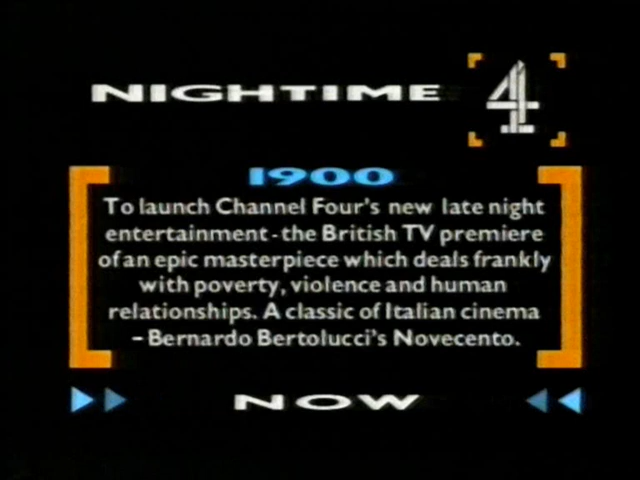 NIGHTIME 4
1900
To launch Channel Four's new late night
entertainment - the British TV premiere
of an epic masterpiece which deals frankly
with poverty, violence and human
relationships. A classic of Italian cinema
- Bernardo Bertolucci's Novecento.
NOW